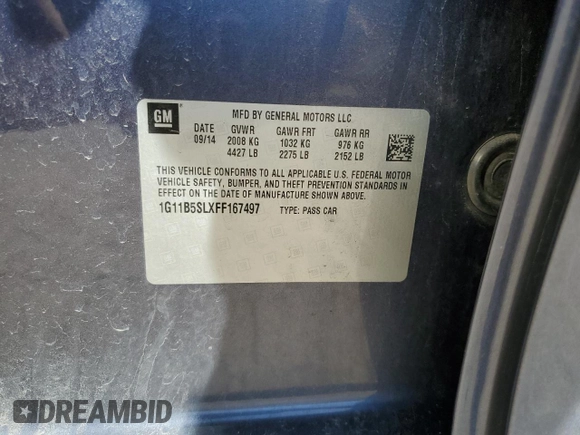 GM
MFD BY GENERAL MOTORS LLC
DATE GVWR GAWR FRT GAWR RR
09/14 2008 KG 1032 KG 976 KG
4427 LB 2275 LB 2152 LB
THIS VEHICLE CONFORMS TO ALL APPLICABLE U.S. FEDERAL MOTOR
VEHICLE SAFETY, BUMPER, AND THEFT PREVENTION STANDARDS IN
EFFECT ON THE DATE OF MANUFACTURE SHOWN ABOVE.
1G11B5SLXFF167497 TYPE: PASS CAR
DREAMBID